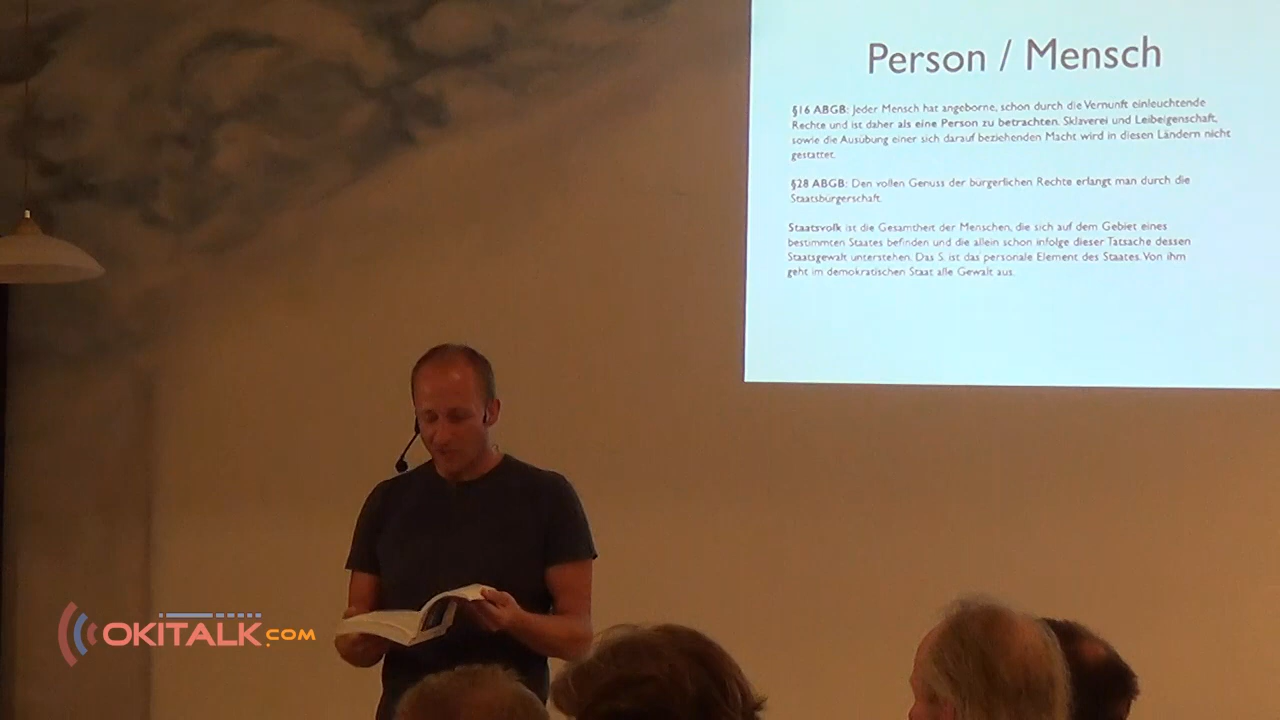 Person / Mensch
§16 ABGB: Jeder Mensch hat angeborne, schon durch die Vernunft einleuchtende
Rechte und ist daher als eine Person zu betrachten. Sklaverei und Leibeigenschaft,
sowie die Ausübung einer sich darauf beziehenden Macht wird in diesen Ländern nicht
gestattet.
§28 ABGB: Den vollen Genuss der bürgerlichen Rechte erlangt man durch die
Staatsbürgerschaft.
Staatsvolk ist die Gesamtheit der Menschen, die sich auf dem Gebiet eines
bestimmten Staates befinden und die allein schon infolge dieser Tatsache dessen
Staatsgewalt unterstehen. Das S. ist das personale Element des Staates. Von ihm
geht im demokratischen Staat alle Gewalt aus.
OKITALK.COM